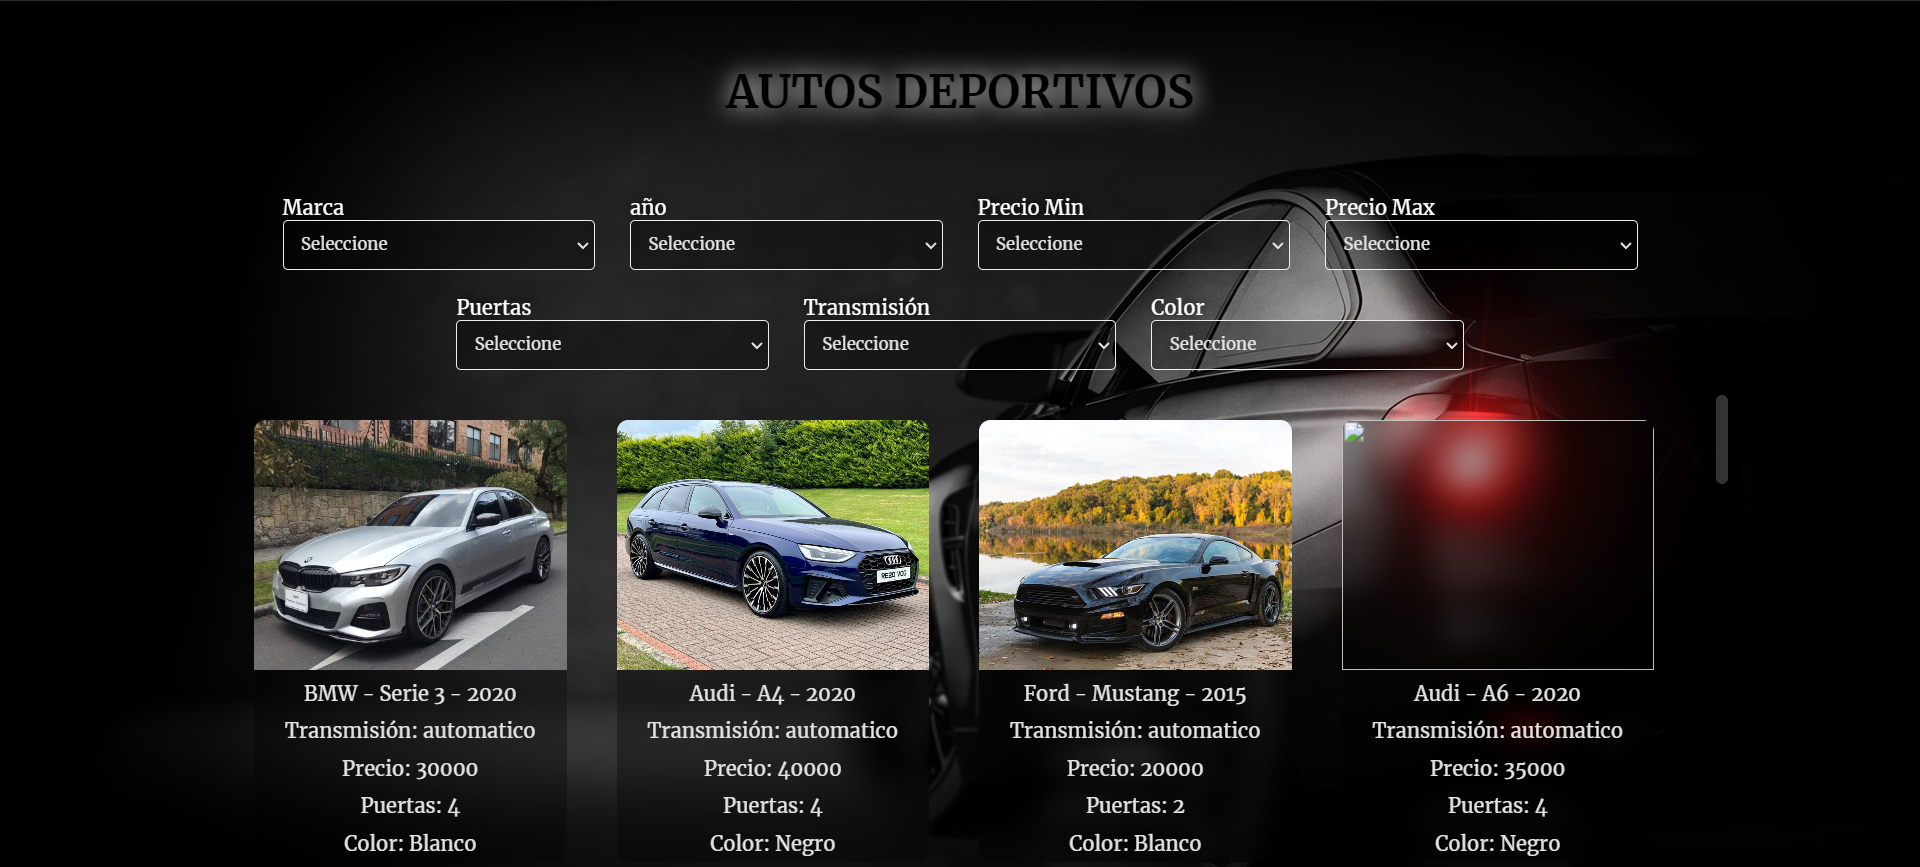 AUTOS DEPORTIVOS
Marca año Precio Min Precio Max
Seleccione Seleccione Seleccione Seleccione
Puertas Transmisión Color
Seleccione Seleccione Seleccione
BMW - Serie 3 - 2020
Transmisión: automatico
Precio: 30000
Puertas: 4
Color: Blanco
Audi - A4 - 2020
Transmisión: automatico
Precio: 40000
Puertas: 4
Color: Negro
Ford - Mustang - 2015
Transmisión: automatico
Precio: 20000
Puertas: 2
Color: Blanco
Audi - A6 - 2020
Transmisión: automatico
Precio: 35000
Puertas: 4
Color: Negro